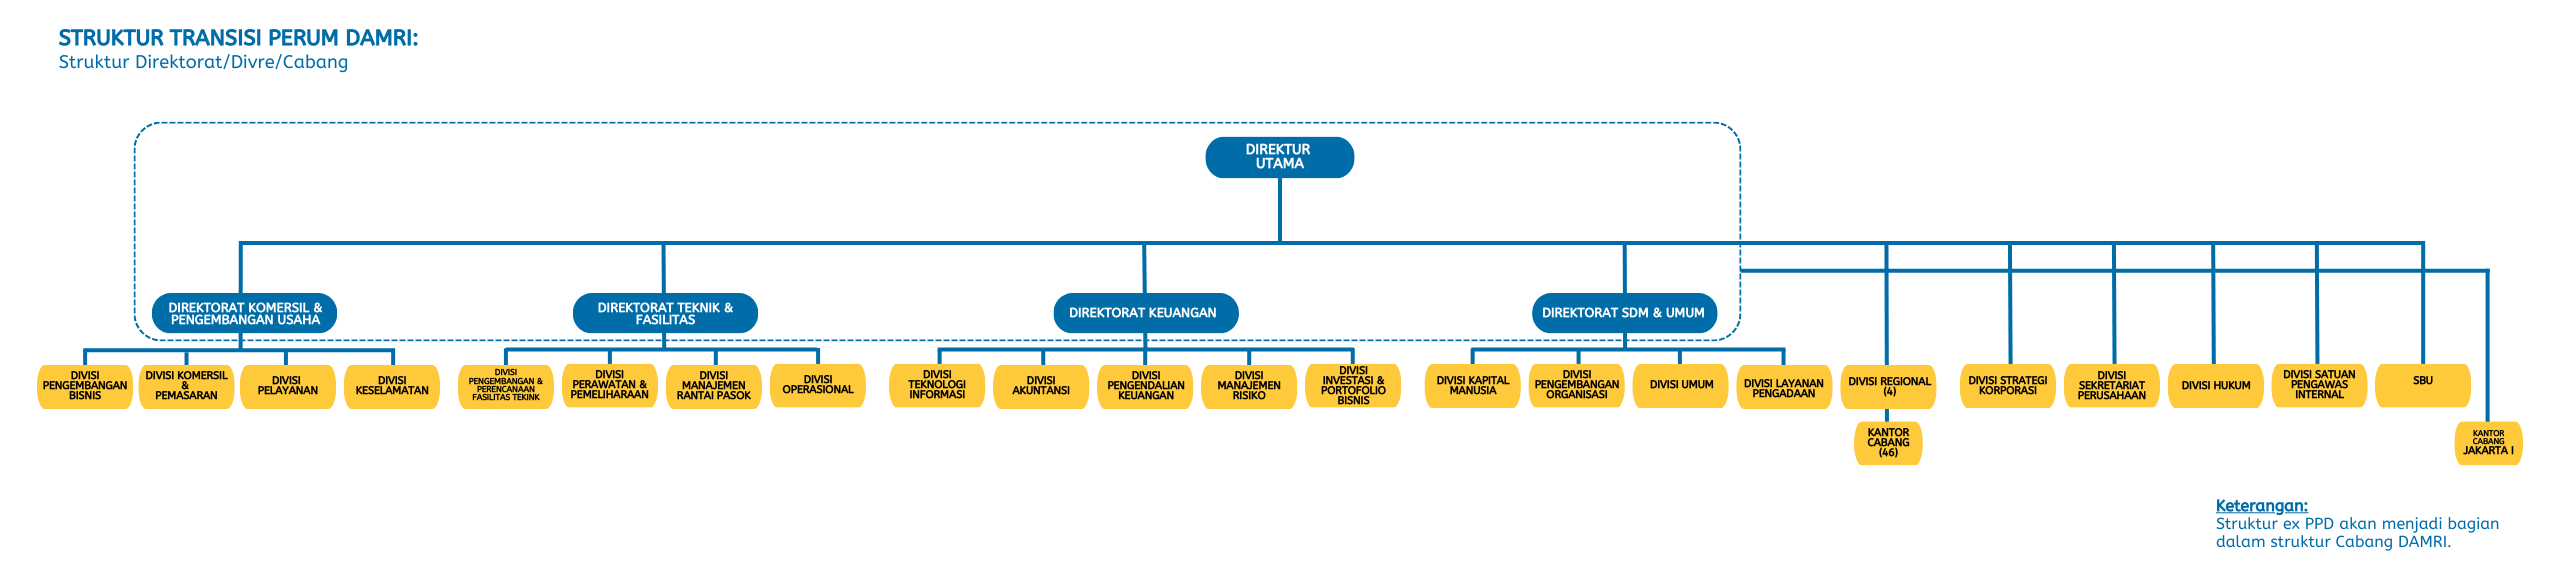 STRUKTUR TRANSISI PERUM DAMRI:
Struktur Direktorat/Divre/Cabang
DIREKTUR
UTAMA
DIREKTORAT KOMERSIL &
PENGEMBANGAN USAHA
DIREKTORAT TEKNIK &
FASILITAS
DIREKTORAT KEUANGAN
DIREKTORAT SDM & UMUM
DIVISI
PENGEMBANGAN
BISNIS
DIVISI KOMERSIL
&
PEMASARAN
DIVISI
PELAYANAN
DIVISI
KESELAMATAN
DIVISI
PENGEMBANGAN &
PERENCANAAN
FASILITAS TEKINK
DIVISI
PERAWATAN &
PEMELIHARAAN
DIVISI
MANAJEMEN
RANTAI PASOK
DIVISI
OPERASIONAL
DIVISI
TEKNOLOGI
INFORMASI
DIVISI
AKUNTANSI
DIVISI
PENGENDALIAN
KEUANGAN
DIVISI
MANAJEMEN
RISIKO
DIVISI
INVESTASI &
PORTOFOLIO
BISNIS
DIVISI KAPITAL
MANUSIA
DIVISI
PENGEMBANGAN
ORGANISASI
DIVISI UMUM
DIVISI LAYANAN
PENGADAAN
DIVISI REGIONAL
(4)
DIVISI STRATEGI
KORPORASI
DIVISI
SEKRETARIAT
PERUSAHAAN
DIVISI HUKUM
DIVISI SATUAN
PENGAWAS
INTERNAL
SBU
KANTOR
CABANG
(46)
KANTOR
CABANG
JAKARTA I
Keterangan:
Struktur ex PPD akan menjadi bagian
dalam struktur Cabang DAMRI.